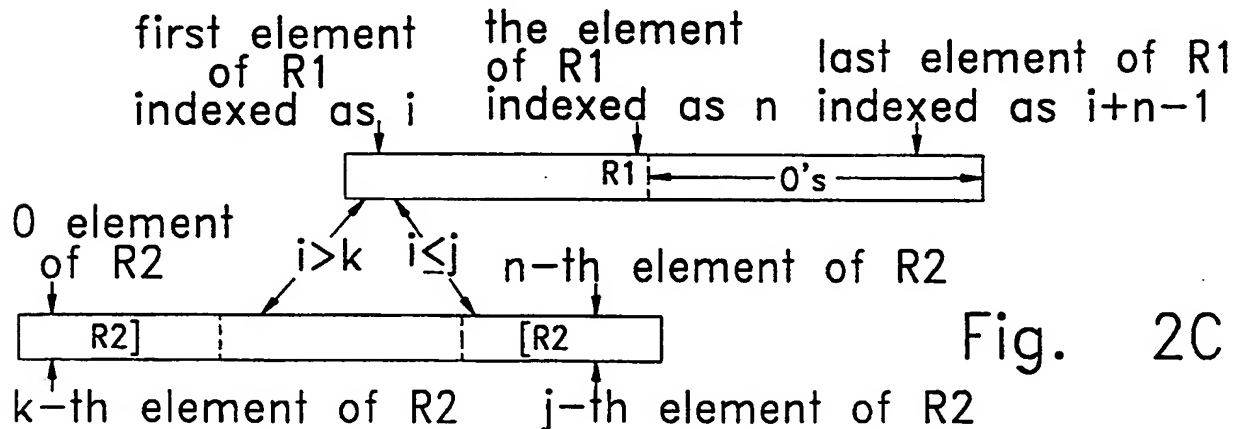 first element of R1 indexed as i
the element of R1 indexed as n
last element of R1 indexed as i+n-1
R1
0's
0 element of R2
i>k
i≤j
n-th element of R2
R2]
[R2
Fig. 2C
k-th element of R2
j-th element of R2